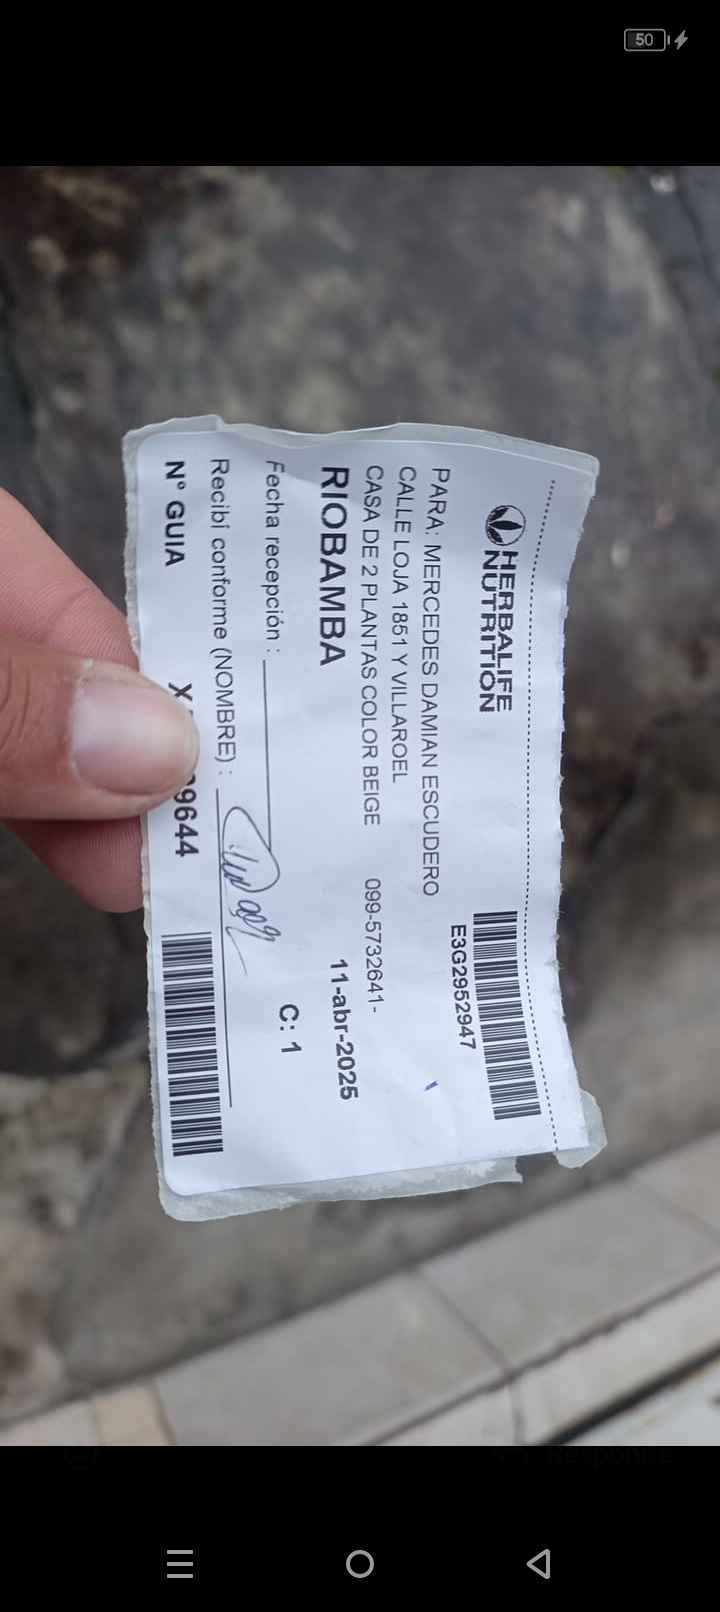 50
HERBALIFE
NUTRITION
E3G2952947
PARA: MERCEDES DAMIAN ESCUDERO
CALLE LOJA 1851 Y VILLAROEL
CASA DE 2 PLANTAS COLOR BEIGE 099-5732641-
RIOBAMBA 11-abr-2025
Fecha recepción :
C: 1
Recibí conforme (NOMBRE) :
Nº GUIA